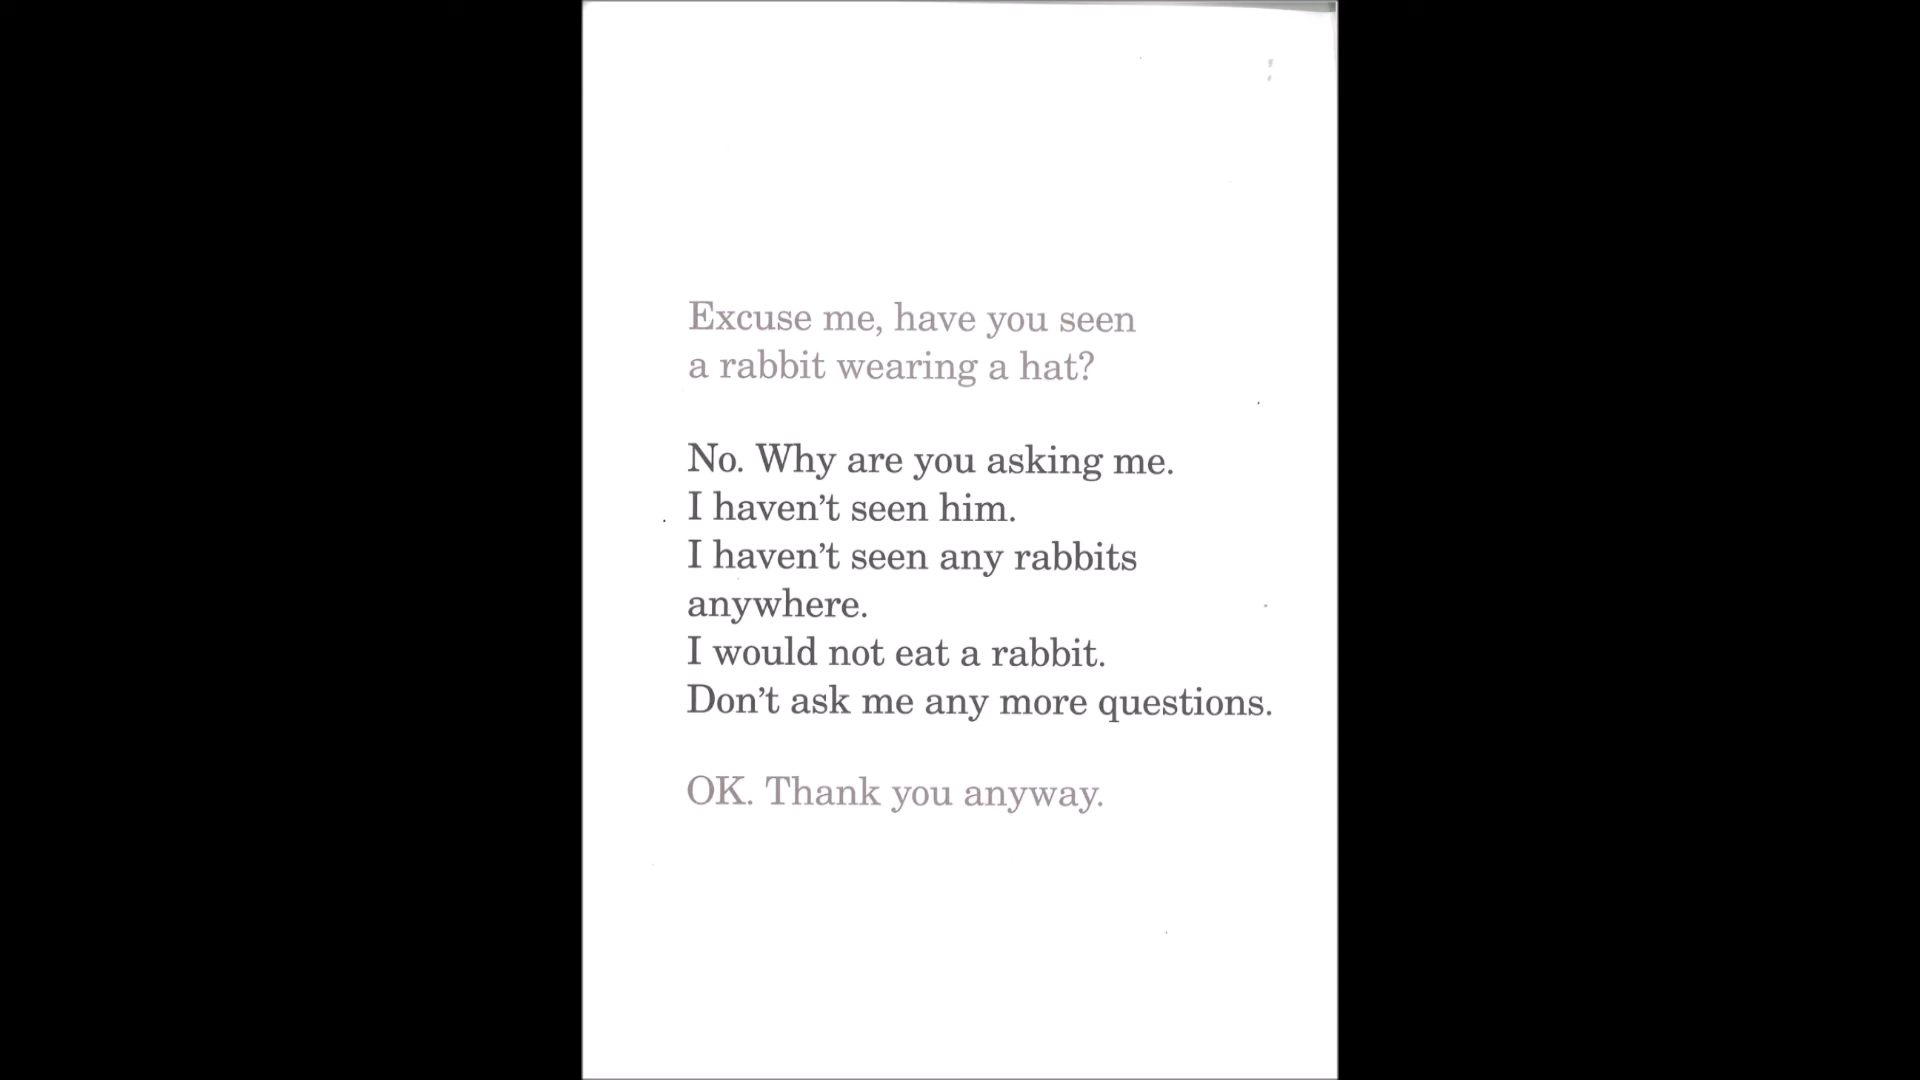 Excuse me, have you seen
a rabbit wearing a hat?
No. Why are you asking me.
I haven’t seen him.
I haven’t seen any rabbits
anywhere.
I would not eat a rabbit.
Don’t ask me any more questions.
OK. Thank you anyway.